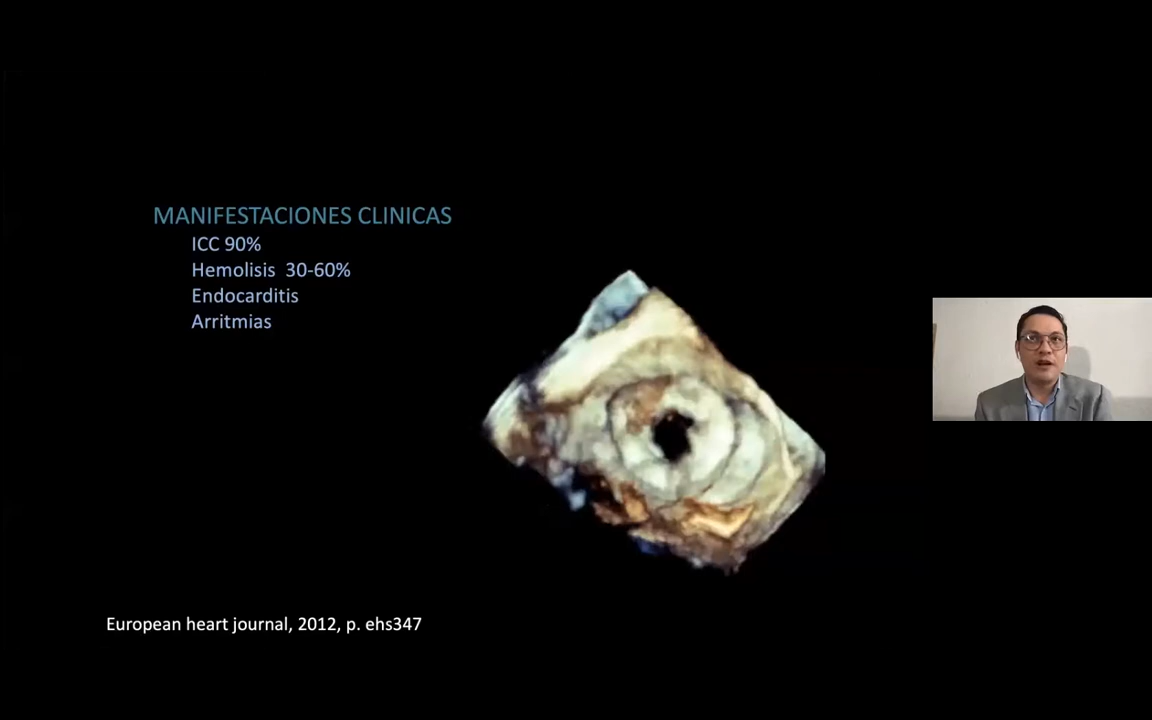 MANIFESTACIONES CLINICAS
ICC 90%
Hemolisis 30-60%
Endocarditis
Arritmias
European heart journal, 2012, p. ehs347